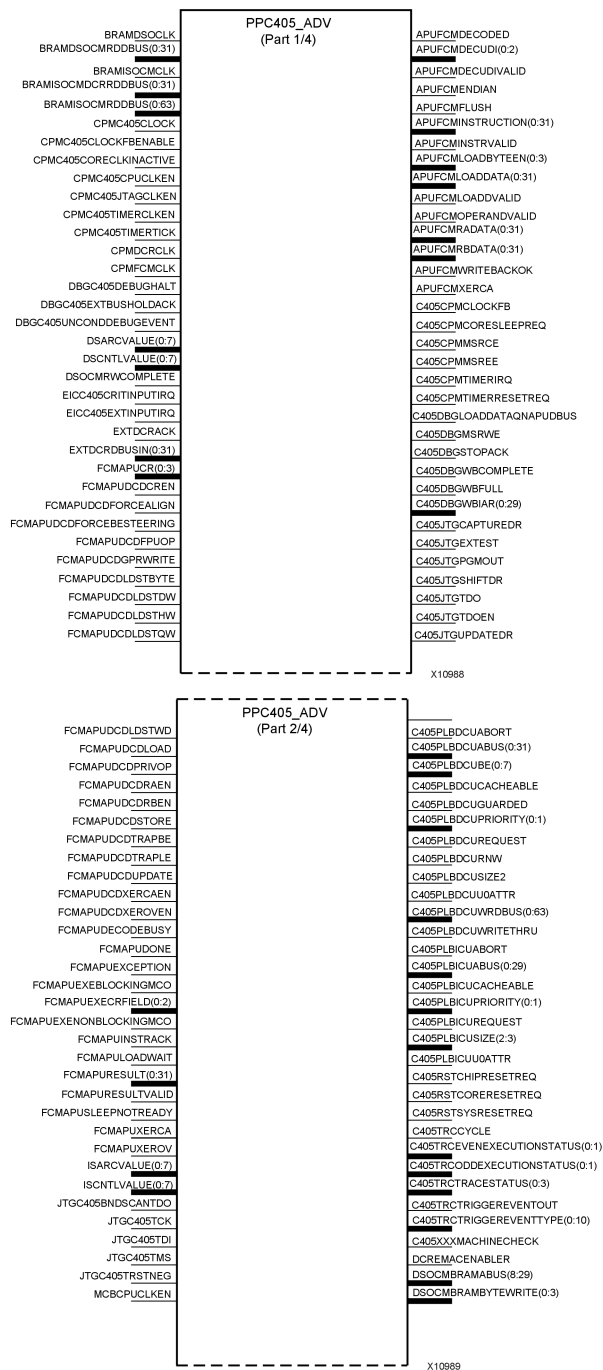 PPC405_ADV
(Part 1/4)
BRAMDSOCLK
BRAMDSOCMRDDBUS(0:31)
BRAMISOCMCLK
BRAMISOCMDCRRDDBUS(0:31)
BRAMISOCMRDDBUS(0:63)
CPMC405CLOCK
CPMC405CLOCKFBENABLE
CPMC405CORECLKINACTIVE
CPMC405CPUCLKEN
CPMC405JTAGCLKEN
CPMC405TIMERCLKEN
CPMC405TIMERTICK
CPMDCRCLK
CPMFCMCLK
DBGC405DEBUGHALT
DBGC405EXTBUSHOLDACK
DBGC405UNCONDDEBUGEVENT
DSARCVALUE(0:7)
DSCNTLVALUE(0:7)
DSOCMRWCOMPLETE
EICC405CRITINPUTIRQ
EICC405EXTINPUTIRQ
EXTDCRACK
EXTDCRDBUSIN(0:31)
FCMAPUCR(0:3)
FCMAPUDCDCREN
FCMAPUDCDFORCEALIGN
FCMAPUDCDFORCEBESTEERING
FCMAPUDCDFPUOP
FCMAPUDCDGPRWRITE
FCMAPUDCDLDSTBYTE
FCMAPUDCDLDSTDW
FCMAPUDCDLDSTHW
FCMAPUDCDLDSTQW
APUFCMDECODED
APUFCMDECUDI(0:2)
APUFCMDECUDIVALID
APUFCMENDIAN
APUFCMFLUSH
APUFCMINSTRUCTION(0:31)
APUFCMINSTRVALID
APUFCMLOADBYTEEN(0:3)
APUFCMLOADDATA(0:31)
APUFCMLOADDVALID
APUFCMOPERANDVALID
APUFCMRADATA(0:31)
APUFCMRBDATA(0:31)
APUFCMWRITEBACKOK
APUFCMXERCA
C405CPMCLOCKFB
C405CPMCORESLEEPREQ
C405CPMMSRCE
C405CPMMSREE
C405CPMTIMERIRQ
C405CPMTIMERRESETREQ
C405DBGLOADDATAQNAPUDBUS
C405DBGMSRWE
C405DBGSTOPACK
C405DBGWBCOMPLETE
C405DBGWBFULL
C405DBGWBIAR(0:29)
C405JTGCAPTUREDR
C405JTGEXTEST
C405JTGPGMOUT
C405JTGSHIFTDR
C405JTGTDO
C405JTGTDOEN
C405JTGUPDATEDR
X10988
PPC405_ADV
(Part 2/4)
FCMAPUDCDLDSTWD
FCMAPUDCDLOAD
FCMAPUDCDPRIVOP
FCMAPUDCDRAEN
FCMAPUDCDRBEN
FCMAPUDCDSTORE
FCMAPUDCDTRAPBE
FCMAPUDCDTRAPLE
FCMAPUDCDUPDATE
FCMAPUDCDXERCAEN
FCMAPUDCDXEROVEN
FCMAPUDECODEBUSY
FCMAPUDONE
FCMAPUEXCEPTION
FCMAPUEXEBLOCKINGMCO
FCMAPUEXECRFIELD(0:2)
FCMAPUEXENONBLOCKINGMCO
FCMAPUINSTRACK
FCMAPULOADWAIT
FCMAPURESULT(0:31)
FCMAPURESULTVALID
FCMAPUSLEEPNOTREADY
FCMAPUXERCA
FCMAPUXEROV
ISARCVALUE(0:7)
ISCNTLVALUE(0:7)
JTGC405BNDSCANTDO
JTGC405TCK
JTGC405TDI
JTGC405TMS
JTGC405TRSTNEG
MCBCPUCLKEN
C405PLBDCUABORT
C405PLBDCUABUS(0:31)
C405PLBDCUBE(0:7)
C405PLBDCUCACHEABLE
C405PLBDCUGUARDED
C405PLBDCUPRIORITY(0:1)
C405PLBDCUREQUEST
C405PLBDCURNW
C405PLBDCUSIZE2
C405PLBDCUU0ATTR
C405PLBDCUWRDBUS(0:63)
C405PLBDCUWRITETHRU
C405PLBICUABORT
C405PLBICUABUS(0:29)
C405PLBICUCACHEABLE
C405PLBICUPRIORITY(0:1)
C405PLBICUREQUEST
C405PLBICUSIZE(2:3)
C405PLBICUU0ATTR
C405RSTCHIPRESETREQ
C405RSTCORERESETREQ
C405RSTSYSRESETREQ
C405TRCCYCLE
C405TRCEVENEXECUTIONSTATUS(0:1)
C405TRCODDEXECUTIONSTATUS(0:1)
C405TRCTRACESTATUS(0:3)
C405TRCTRIGGEREVENTOUT
C405TRCTRIGGEREVENTTYPE(0:10)
C405XXXMACHINECHECK
DCREMACENABLER
DSOCMBRAMABUS(8:29)
DSOCMBRAMBYTEWRITE(0:3)
X10989